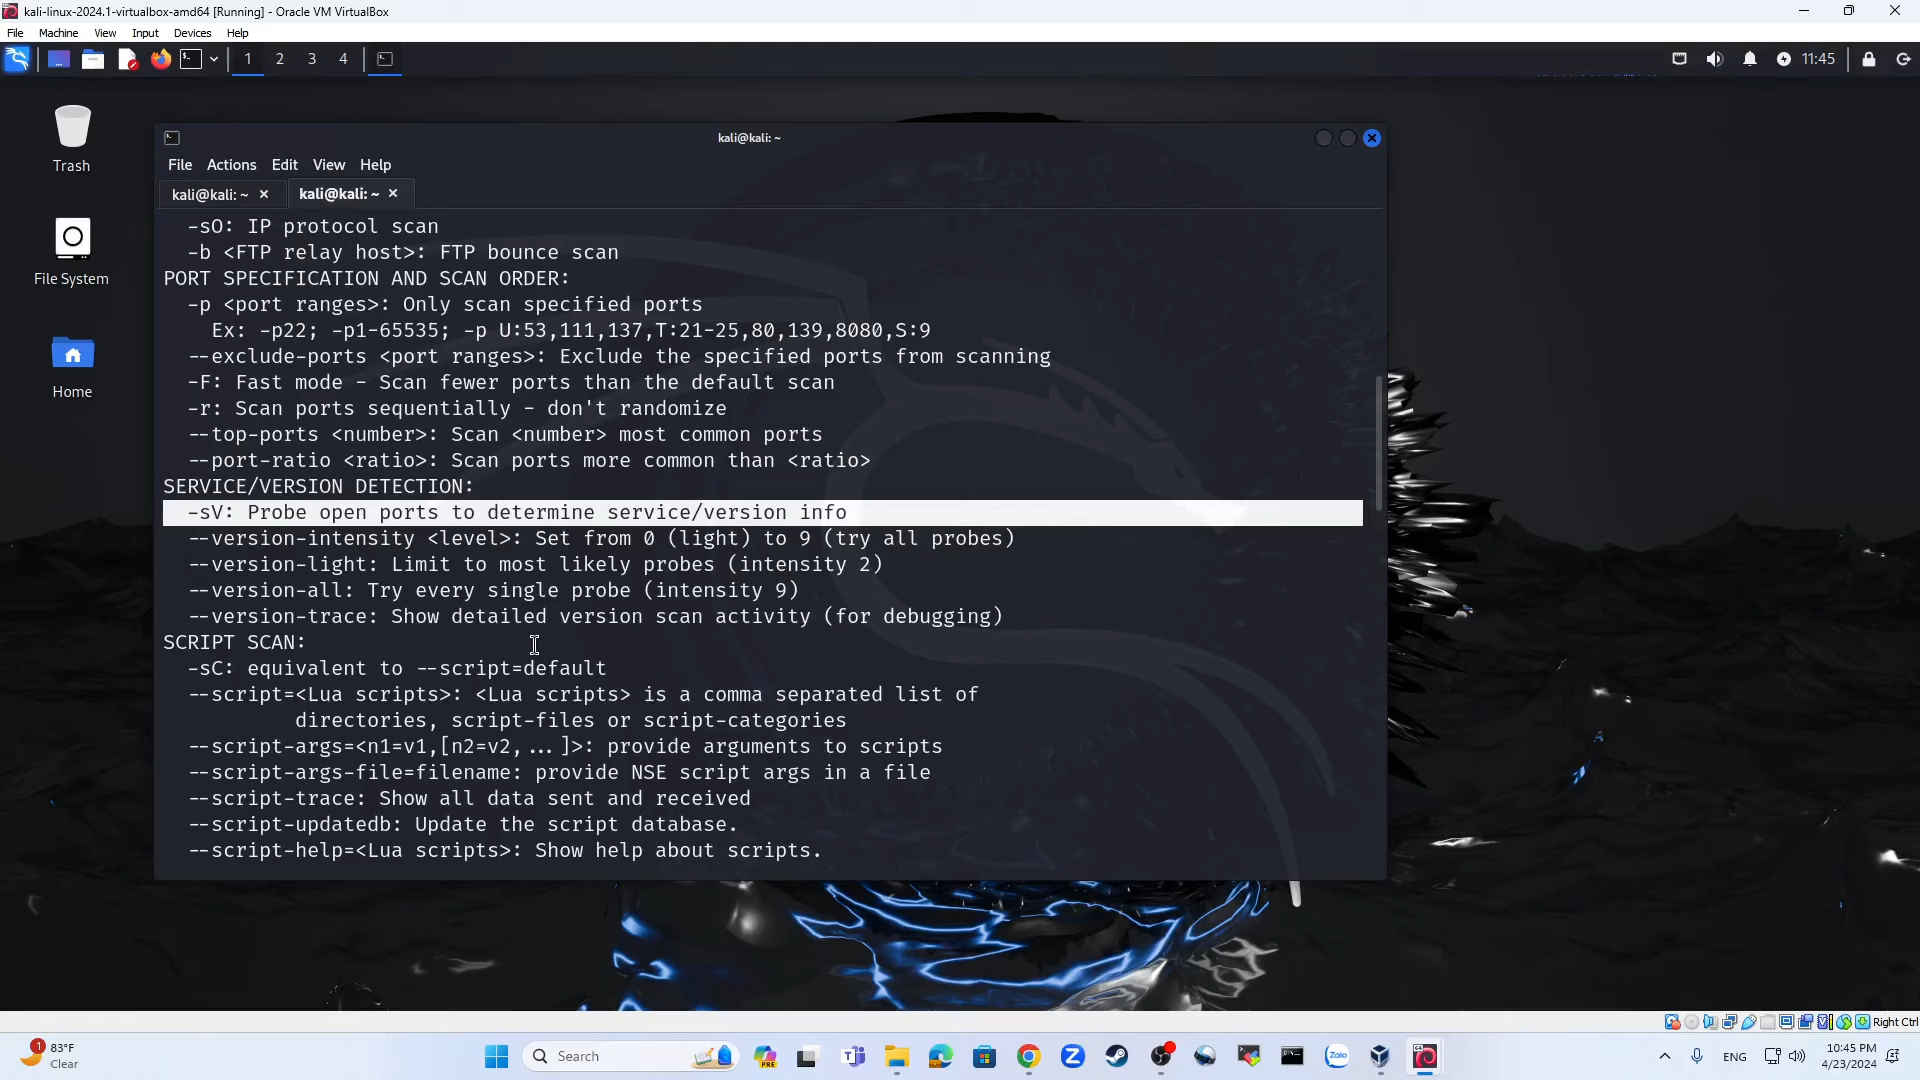 kali-linux-2024.1-virtualbox-amd64 [Running] - Oracle VM VirtualBox
File Machine View Input Devices Help
1 2 3 4 11:45
Trash
File System
Home
kali@kali: ~
File Actions Edit View Help
kali@kali: ~ kali@kali: ~
-sO: IP protocol scan
-b <FTP relay host>: FTP bounce scan
PORT SPECIFICATION AND SCAN ORDER:
-p <port ranges>: Only scan specified ports
Ex: -p22; -p1-65535; -p U:53,111,137,T:21-25,80,139,8080,S:9
--exclude-ports <port ranges>: Exclude the specified ports from scanning
-F: Fast mode - Scan fewer ports than the default scan
-r: Scan ports sequentially - don't randomize
--top-ports <number>: Scan <number> most common ports
--port-ratio <ratio>: Scan ports more common than <ratio>
SERVICE/VERSION DETECTION:
-sV: Probe open ports to determine service/version info
--version-intensity <level>: Set from 0 (light) to 9 (try all probes)
--version-light: Limit to most likely probes (intensity 2)
--version-all: Try every single probe (intensity 9)
--version-trace: Show detailed version scan activity (for debugging)
SCRIPT SCAN:
-sC: equivalent to --script=default
--script=<Lua scripts>: <Lua scripts> is a comma separated list of
directories, script-files or script-categories
--script-args=<n1=v1,[n2=v2,...]>: provide arguments to scripts
--script-args-file=filename: provide NSE script args in a file
--script-trace: Show all data sent and received
--script-updatedb: Update the script database.
--script-help=<Lua scripts>: Show help about scripts.
Right Ctrl
1 83°F
Clear
Search
PRE
Zalo
ENG
10:45 PM
4/23/2024